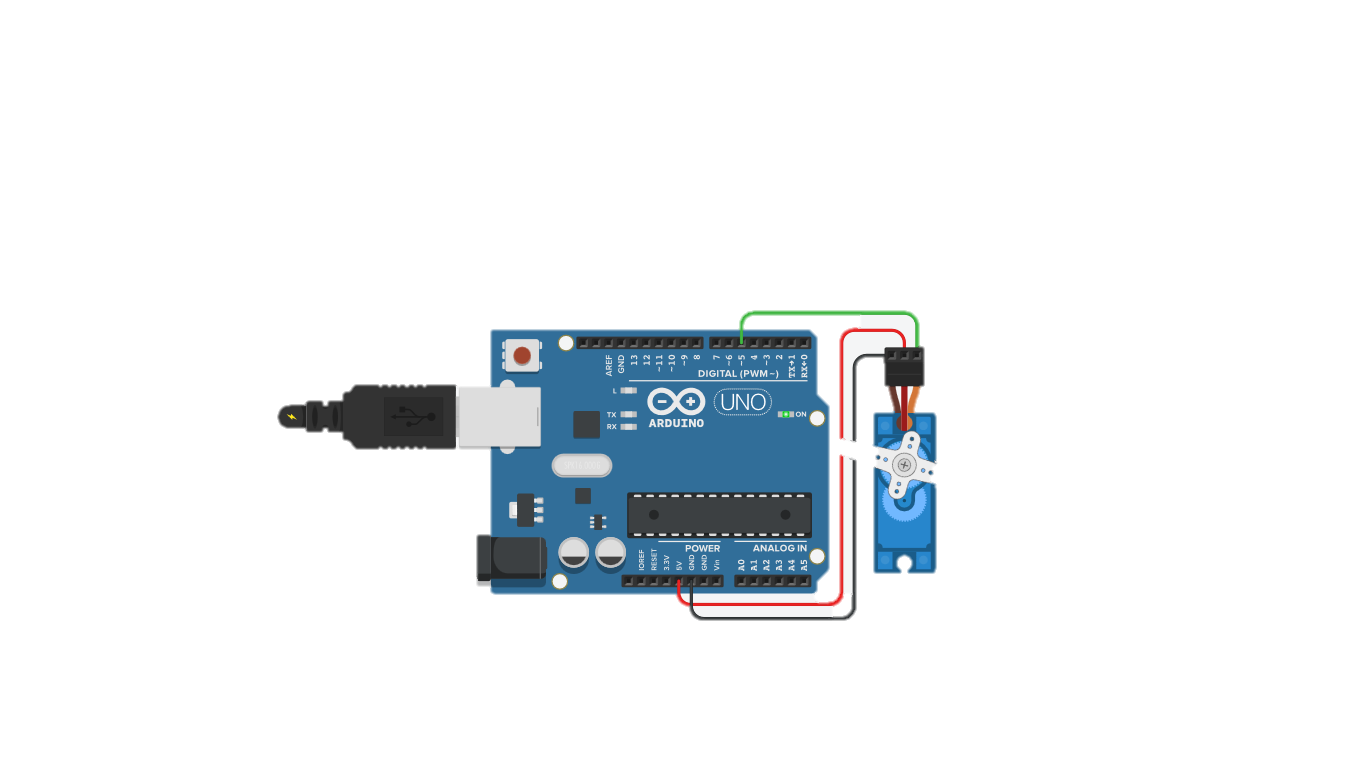 AREF
GND
13
12
~11
~10
~9
8
7
~6
~5
4
~3
2
TX→1
RX←0
DIGITAL (PWM~)
L
TX
RX
ARDUINO
UNO
ON
POWER
ANALOG IN
IOREF
RESET
3.3V
5V
GND
GND
Vin
A0
A1
A2
A3
A4
A5